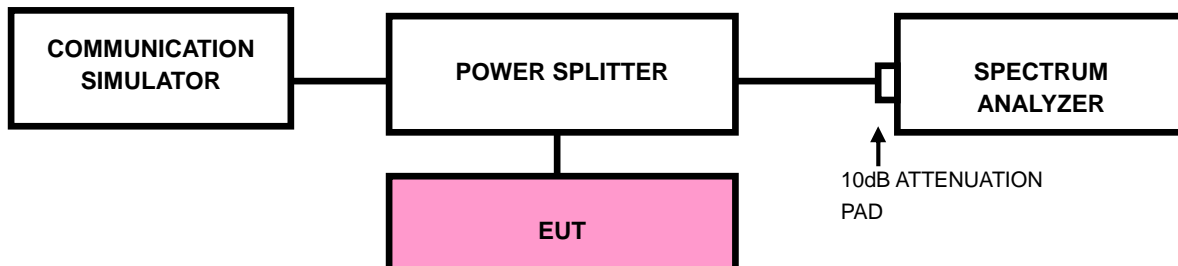 COMMUNICATION
SIMULATOR
POWER SPLITTER
SPECTRUM
ANALYZER
10dB ATTENUATION
PAD
EUT